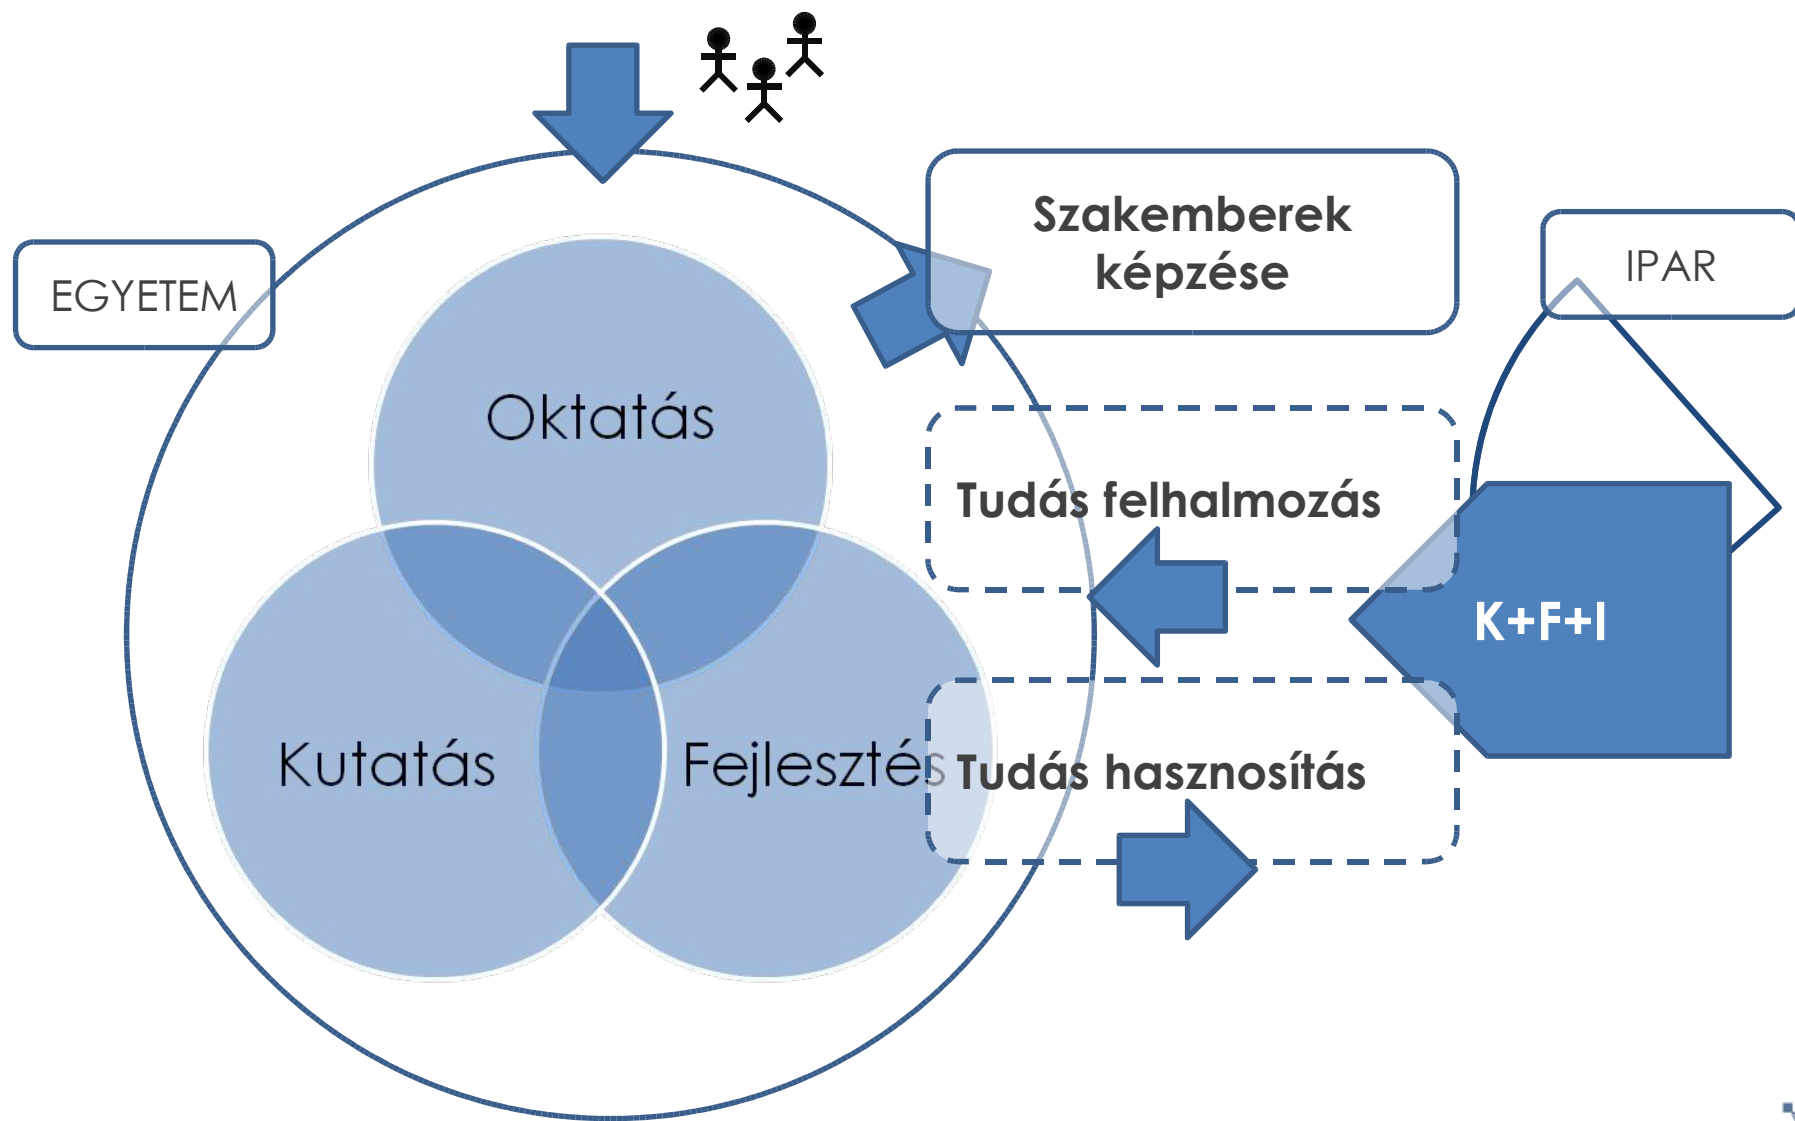 Szakemberek
képzése
EGYETEM
IPAR
Oktatás
Tudás felhalmozás
K+F+I
Kutatás
Fejlesztés
Tudás hasznosítás